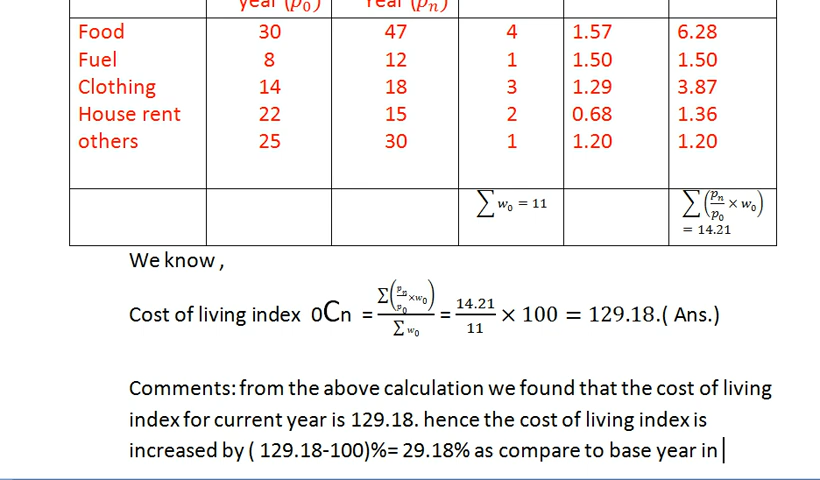 year (p₀) Year (pₙ)
Food 30 47 4 1.57 6.28
Fuel 8 12 1 1.50 1.50
Clothing 14 18 3 1.29 3.87
House rent 22 15 2 0.68 1.36
others 25 30 1 1.20 1.20
∑ w₀ = 11 ∑(pₙ/p₀ × w₀)
= 14.21
We know ,
Cost of living index 0Cn = ∑(pₙ/p₀ ×w₀)/∑ w₀ = 14.21/11 × 100 = 129.18.( Ans.)
Comments: from the above calculation we found that the cost of living
index for current year is 129.18. hence the cost of living index is
increased by ( 129.18-100)%= 29.18% as compare to base year in